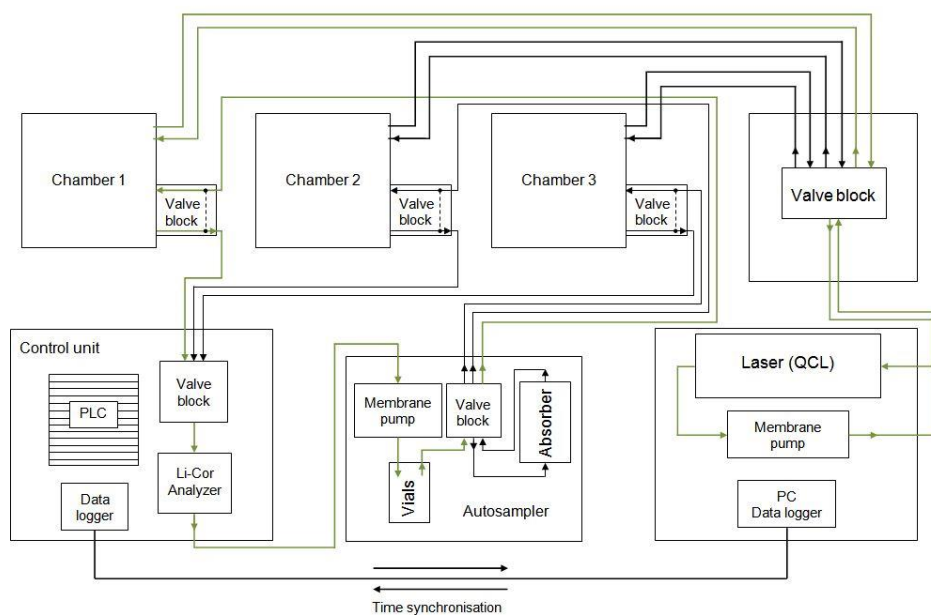 Chamber 1
Valve
block
Chamber 2
Valve
block
Chamber 3
Valve
block
Valve block
Control unit
PLC
Valve
block
Li-Cor
Analyzer
Data
logger
Membrane
pump
Valve
block
Absorber
Vials
Autosampler
Laser (QCL)
Membrane
pump
PC
Data logger
Time synchronisation